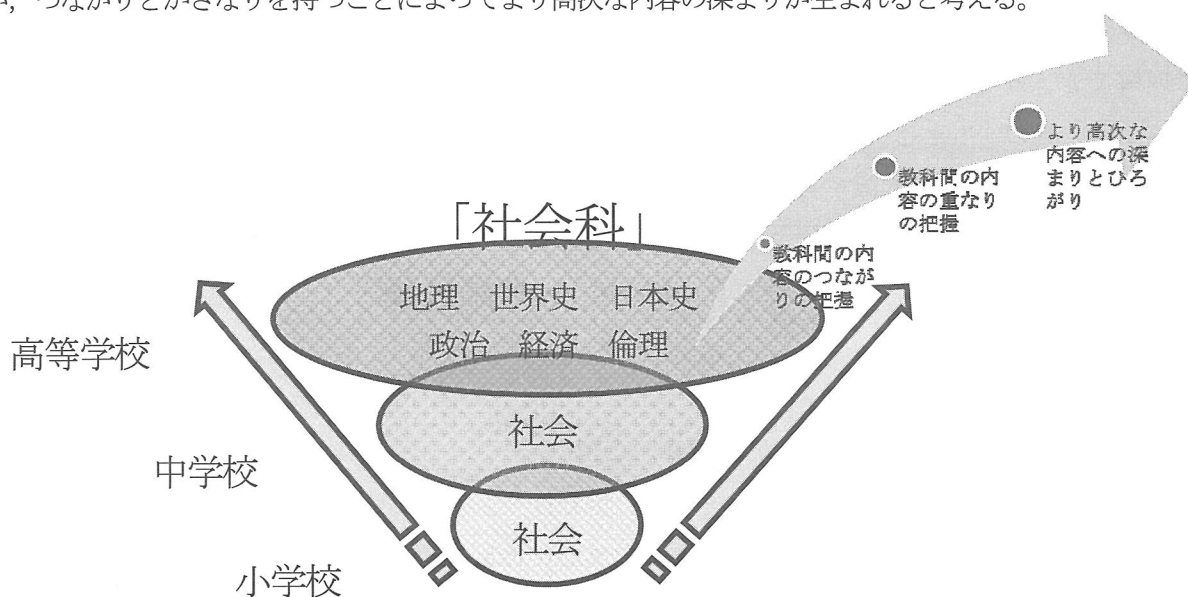 つながりとかさなりを持つことによってより高次な内容の深まりが生まれると考える。
より高次な
内容への深
まりとひろ
がり
教科間の内
容の重なり
の把握
「社会科」
教科間の内
容のつなが
りの把握
地理 世界史 日本史
政治 経済 倫理
高等学校
社会
中学校
社会
小学校